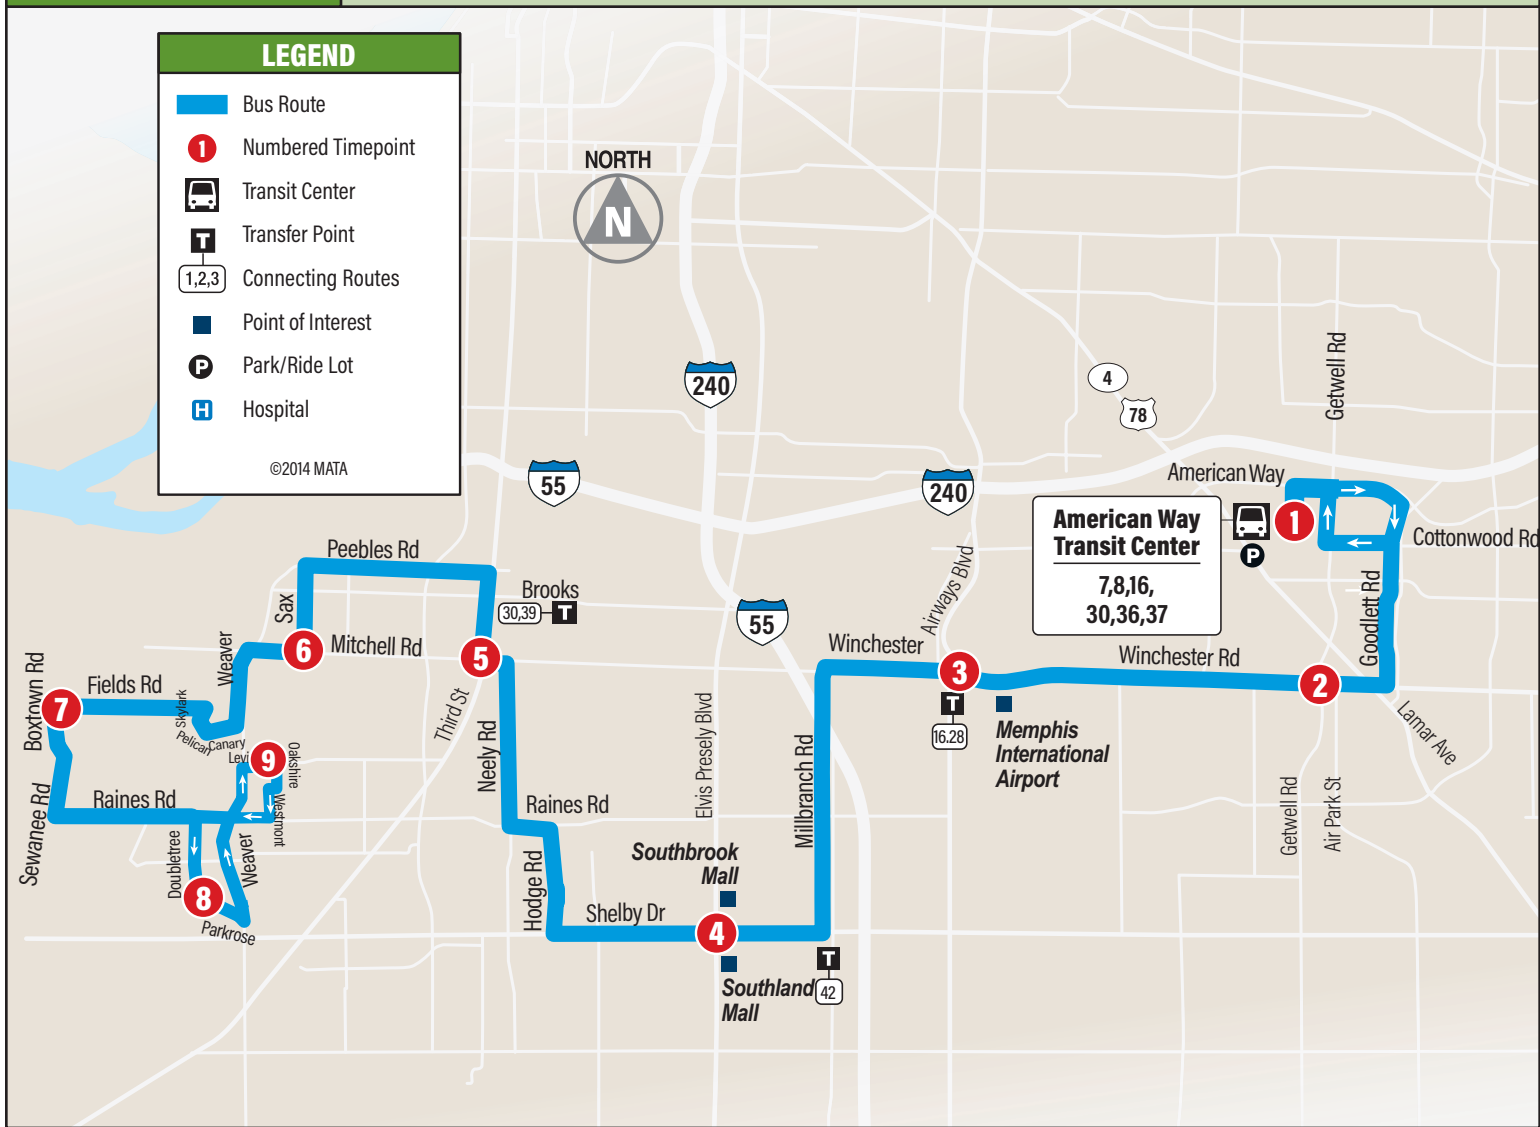 LEGEND
Bus Route
1
Numbered Timepoint
Transit Center
T
Transfer Point
1,2,3
Connecting Routes
Point of Interest
P
Park/Ride Lot
H
Hospital
©2014 MATA
NORTH
N
240
55
240
55
4
78
Getwell Rd
American Way
American Way
Transit Center
7,8,16,
30,36,37
P
1
Cottonwood Rd
Goodlett Rd
Peebles Rd
Brooks
30,39
T
Sax
Weaver
6
Mitchell Rd
5
Airways Blvd
Winchester
3
Winchester Rd
2
T
16.28
Memphis
International
Airport
Lamar Ave
Getwell Rd
Air Park St
Boxtown Rd
7
Fields Rd
Skylark
Pelican
Canary
Levi
9
Oakshire
Westmont
Third St
Neely Rd
Elvis Presely Blvd
Millbranch Rd
Sewanee Rd
Raines Rd
Raines Rd
Doubletree
Weaver
8
Parkrose
Hodge Rd
Shelby Dr
Southbrook
Mall
4
Southland
Mall
T
42